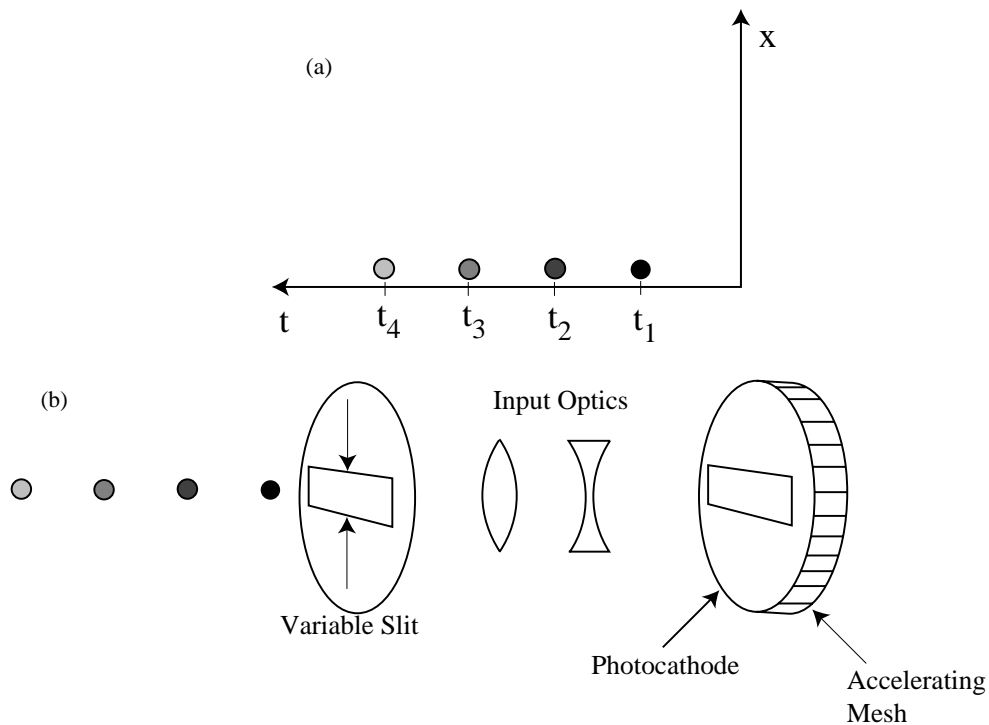 (a)
x
t
t4
t3
t2
t1
(b)
Input Optics
Variable Slit
Photocathode
Accelerating
Mesh